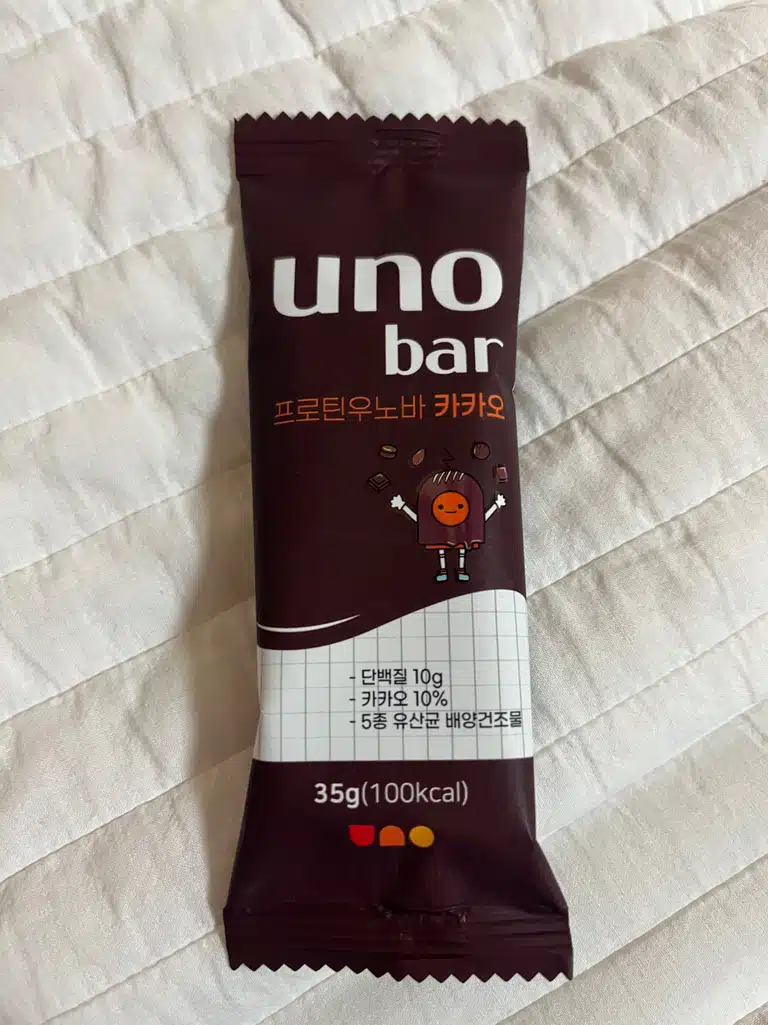 uno
bar
프로틴우노바 카카오
- 단백질 10g
- 카카오 10%
- 5종 유산균 배양건조물
35g(100kcal)